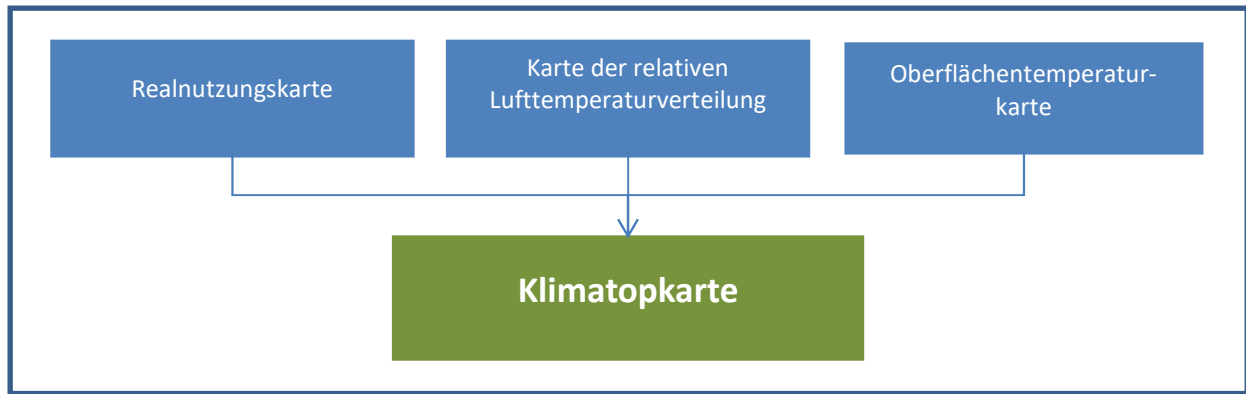 Realnutzungskarte
Karte der relativen
Lufttemperaturverteilung
Oberflächentemperatur-
karte
Klimatopkarte